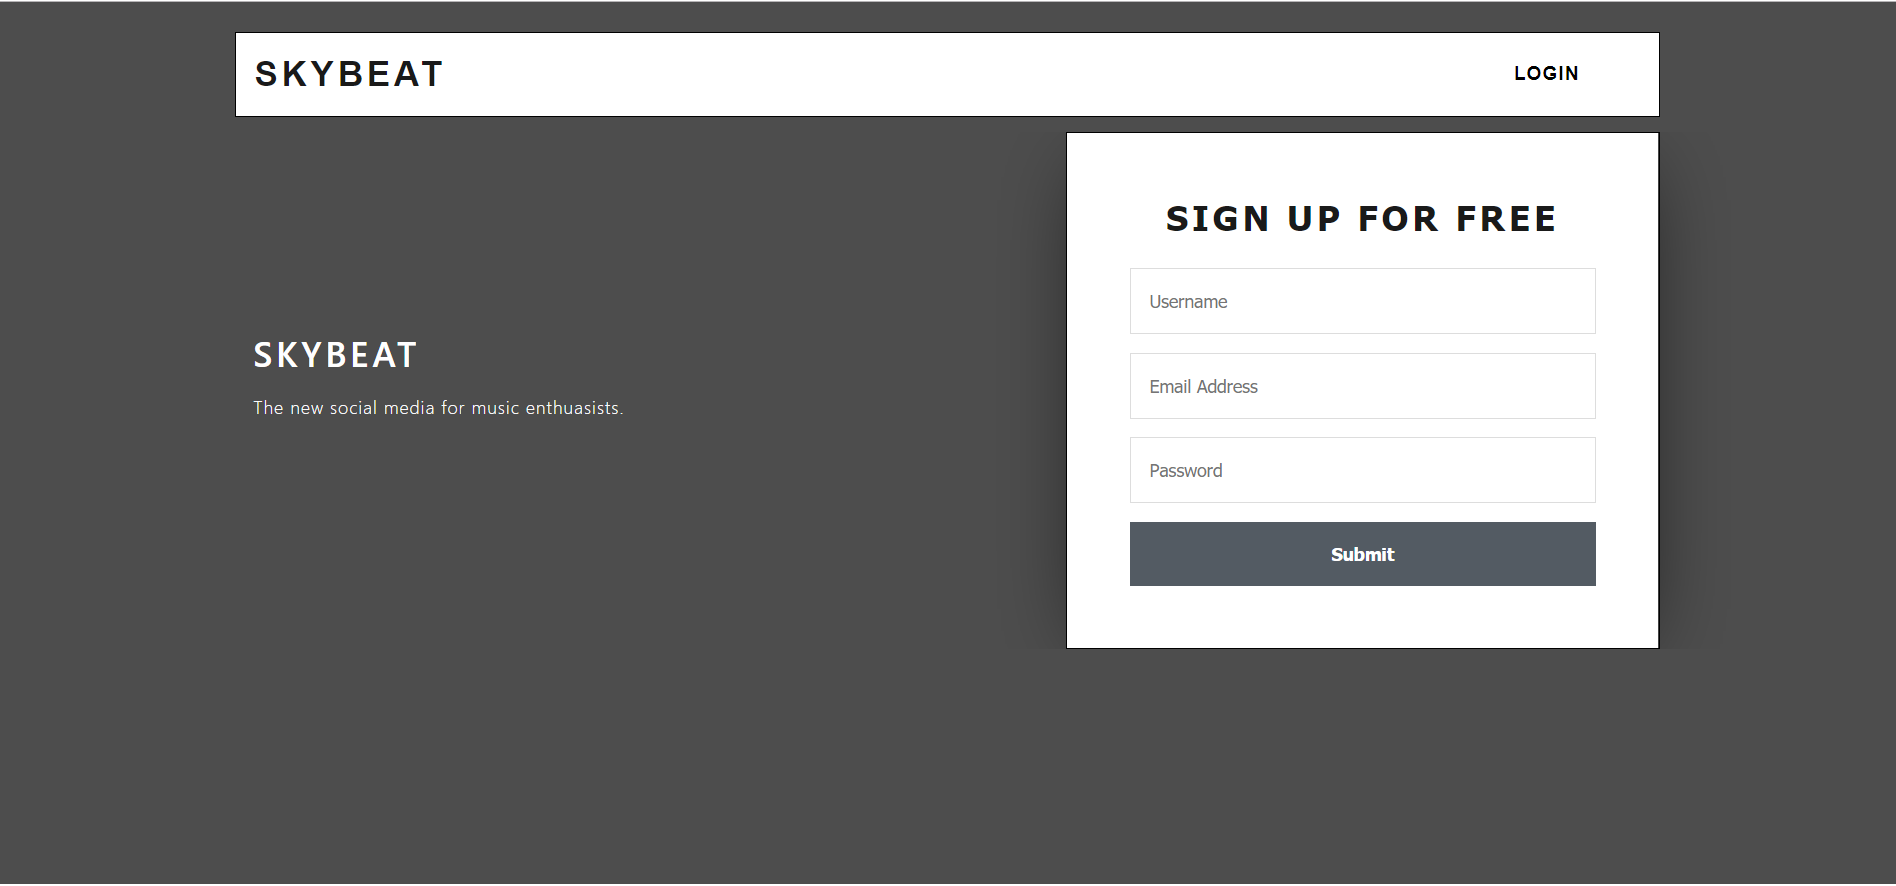 SKYBEAT
LOGIN
SIGN UP FOR FREE
Username
Email Address
Password
Submit
SKYBEAT
The new social media for music enthuasists.